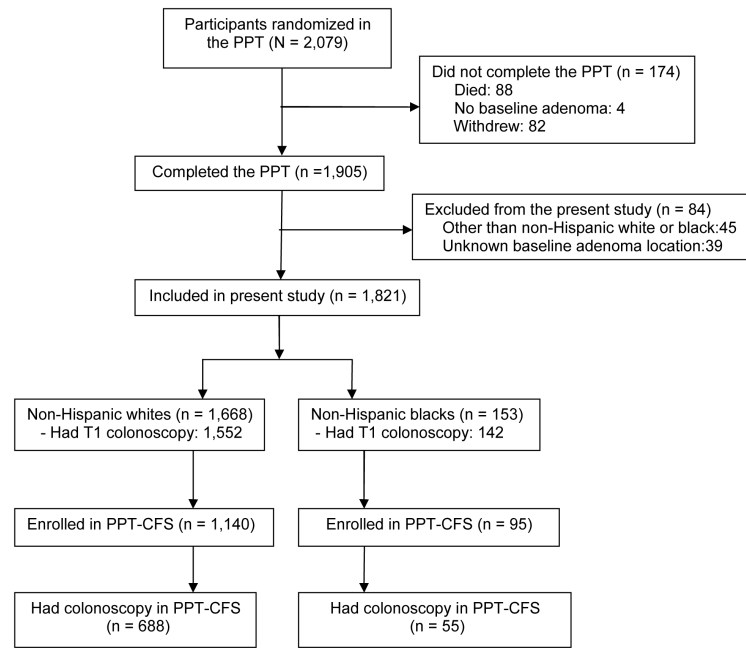 Participants randomized in
the PPT (N = 2,079)
Did not complete the PPT (n = 174)
Died: 88
No baseline adenoma: 4
Withdrew: 82
Completed the PPT (n =1,905)
Excluded from the present study (n = 84)
Other than non-Hispanic white or black:45
Unknown baseline adenoma location:39
Included in present study (n = 1,821)
Non-Hispanic whites (n = 1,668)
- Had T1 colonoscopy: 1,552
Non-Hispanic blacks (n = 153)
- Had T1 colonoscopy: 142
Enrolled in PPT-CFS (n = 1,140)
Enrolled in PPT-CFS (n = 95)
Had colonoscopy in PPT-CFS
(n = 688)
Had colonoscopy in PPT-CFS
(n = 55)